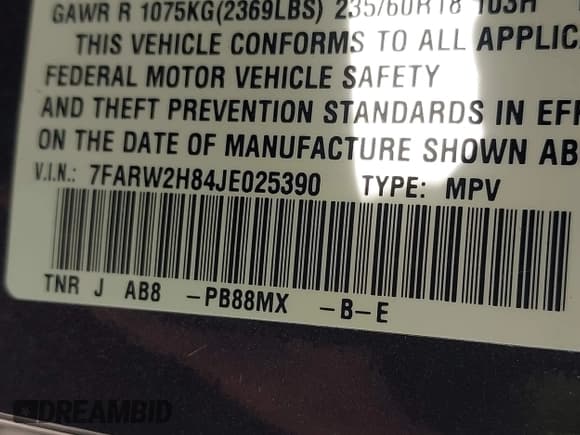 GAWR R 1075KG(2369LBS) 235/60R18 103H
THIS VEHICLE CONFORMS TO ALL APPLIC
FEDERAL MOTOR VEHICLE SAFETY
AND THEFT PREVENTION STANDARDS IN EFF
ON THE DATE OF MANUFACTURE SHOWN AB
V.I.N.: 7FARW2H84JE025390 TYPE: MPV
TNR J AB8 -PB88MX -B-E
DREAMBID